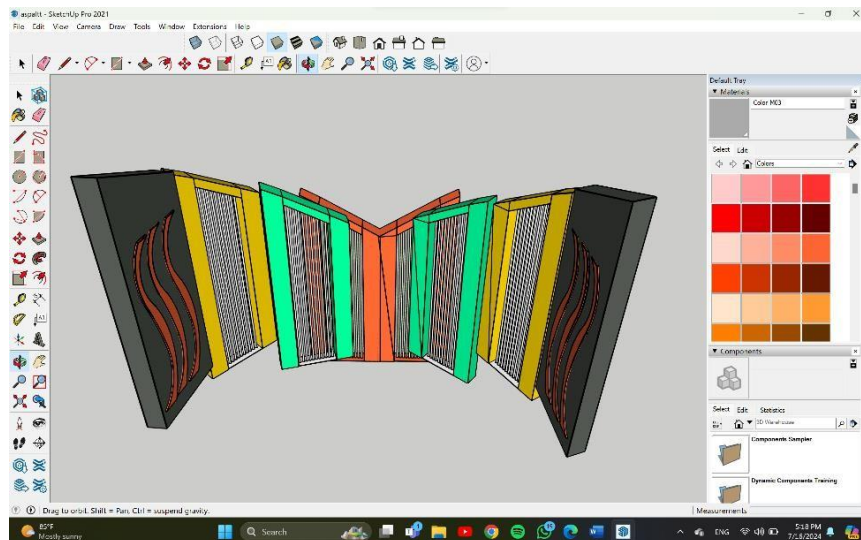 aspaltt - SketchUp Pro 2021
File Edit View Camera Draw Tools Window Extensions Help
Default Tray
Materials
Color M03
Select Edit
Colors
Components
Select Edit Statistics
3D Warehouse
Components Sampler
Dynamic Components Training
Drag to orbit. Shift = Pan, Ctrl = suspend gravity.
Measurements
85°F
Mostly sunny
Search
ENG
5:18 PM
7/18/2024